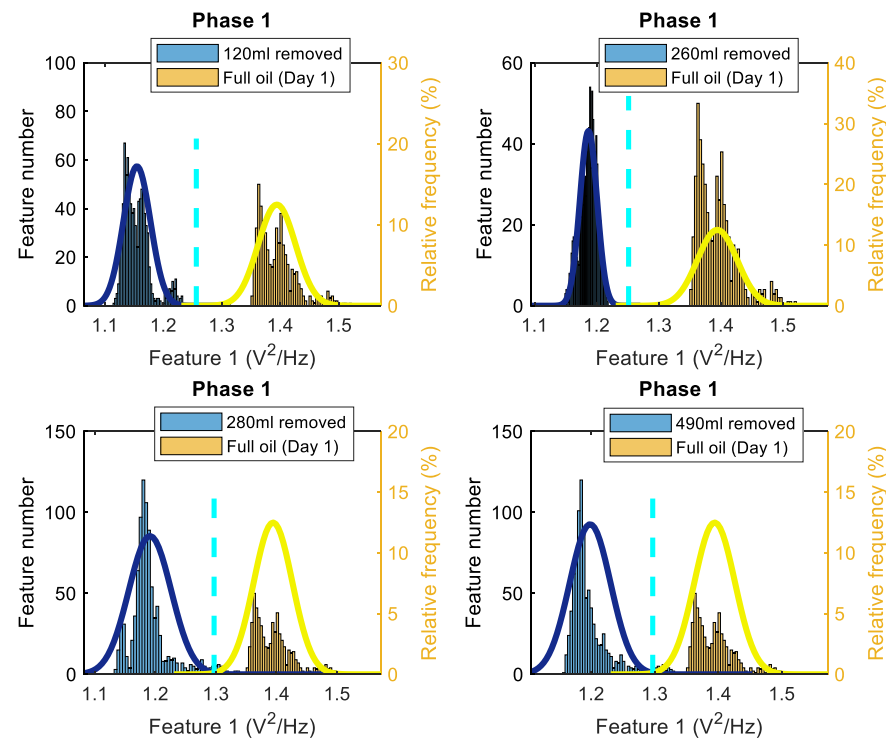 Phase 1
120ml removed
Full oil (Day 1)
100
80
60
40
20
0
Feature number
30
20
10
0
Relative frequency (%)
1.1 1.2 1.3 1.4 1.5
Feature 1 (V²/Hz)
Phase 1
260ml removed
Full oil (Day 1)
60
40
20
0
Feature number
40
30
20
10
0
Relative frequency (%)
1.1 1.2 1.3 1.4 1.5
Feature 1 (V²/Hz)
Phase 1
280ml removed
Full oil (Day 1)
150
100
50
0
Feature number
20
15
10
5
0
Relative frequency (%)
1.1 1.2 1.3 1.4 1.5
Feature 1 (V²/Hz)
Phase 1
490ml removed
Full oil (Day 1)
150
100
50
0
Feature number
20
15
10
5
0
Relative frequency (%)
1.2 1.3 1.4 1.5
Feature 1 (V²/Hz)